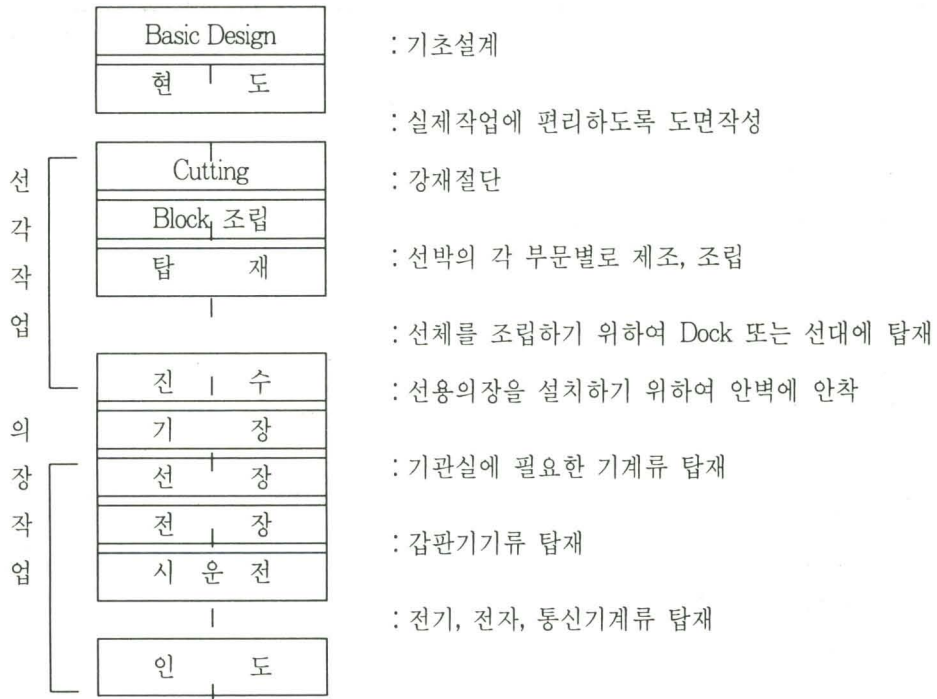 Basic Design
: 기초설계
현 도
: 실제작업에 편리하도록 도면작성
선각작업
Cutting
: 강재절단
Block 조립
: 선박의 각 부문별로 제조, 조립
탑 재
: 선체를 조립하기 위하여 Dock 또는 선대에 탑재
진 수
: 선용의장을 설치하기 위하여 안벽에 안착
의장작업
기 장
: 기관실에 필요한 기계류 탑재
선 장
: 갑판기기류 탑재
전 장
: 전기, 전자, 통신기계류 탑재
시 운 전
인 도